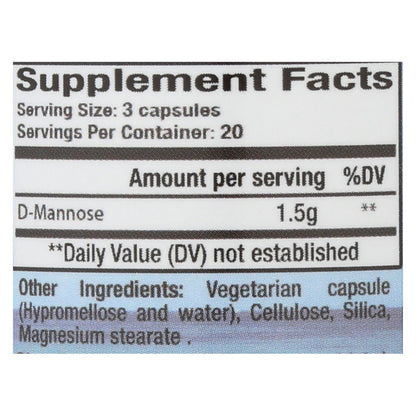 Supplement Facts
Serving Size: 3 capsules
Servings Per Container: 20
Amount per serving %DV
D-Mannose 1.5g **
**Daily Value (DV) not established
Other Ingredients: Vegetarian capsule
(Hypromellose and water), Cellulose, Silica,
Magnesium stearate .